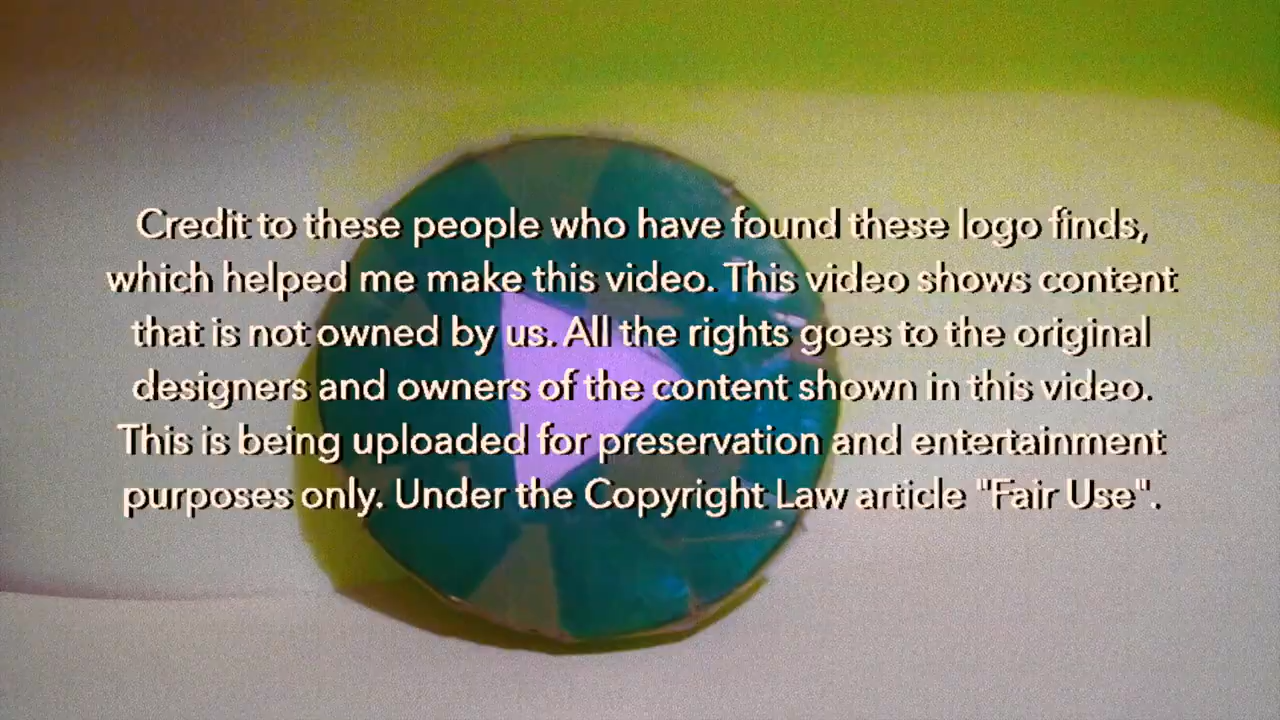 Credit to these people who have found these logo finds,
which helped me make this video. This video shows content
that is not owned by us. All the rights goes to the original
designers and owners of the content shown in this video.
This is being uploaded for preservation and entertainment
purposes only. Under the Copyright Law article "Fair Use".